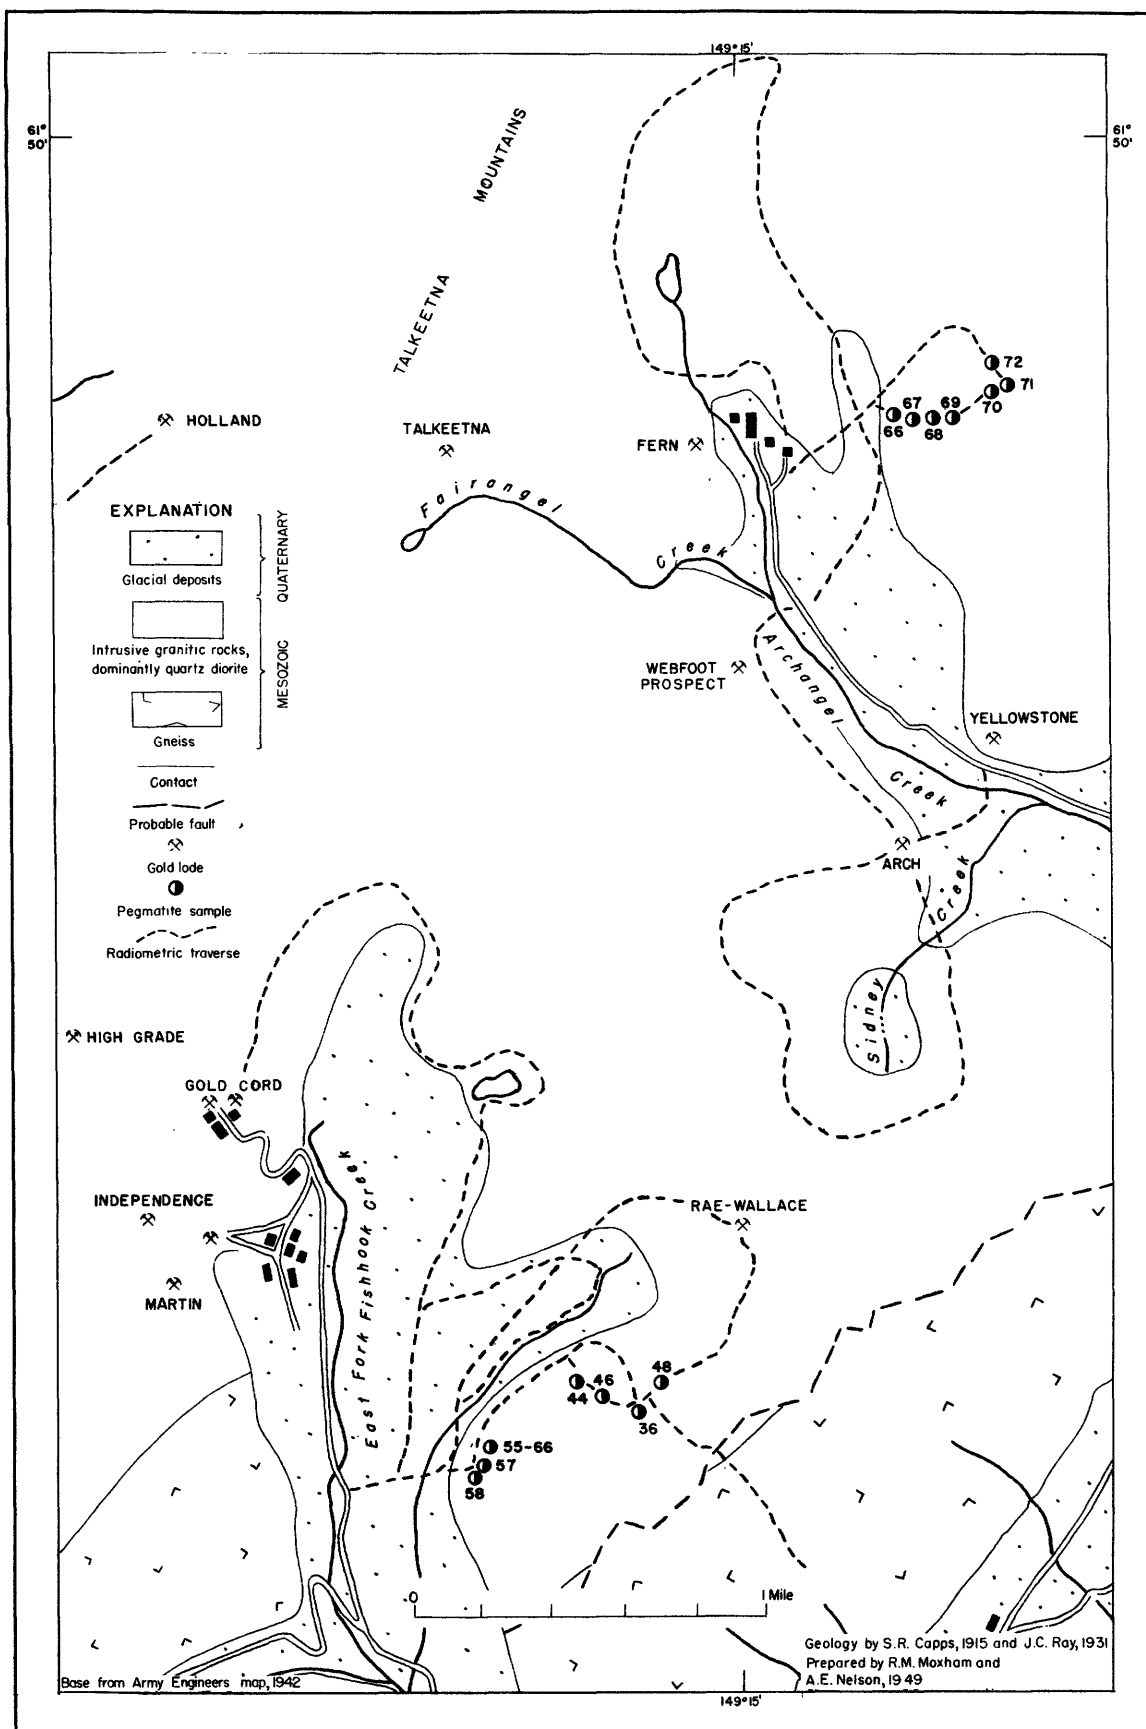 149° 15'
61°
50'
61°
50'
MOUNTAINS
TALKEETNA
72
71
70
67
69
66
68
HOLLAND
TALKEETNA
FERN
Fairangel
Creek
EXPLANATION
Glacial deposits
QUATERNARY
Intrusive granitic rocks,
dominantly quartz diorite
MESOZOIC
Gneiss
Contact
Probable fault
Gold lode
Pegmatite sample
Radiometric traverse
WEBFOOT
PROSPECT
Archangel
Creek
YELLOWSTONE
ARCH
Sidney
Creek
HIGH GRADE
GOLD CORD
INDEPENDENCE
MARTIN
East Fork Fishhook Creek
RAE-WALLACE
48
46
44
36
55-66
57
58
0
1 Mile
Geology by S.R. Capps, 1915 and J.C. Ray, 1931
Prepared by R.M. Moxham and
A.E. Nelson, 1949
Base from Army Engineers map, 1942
149° 15'